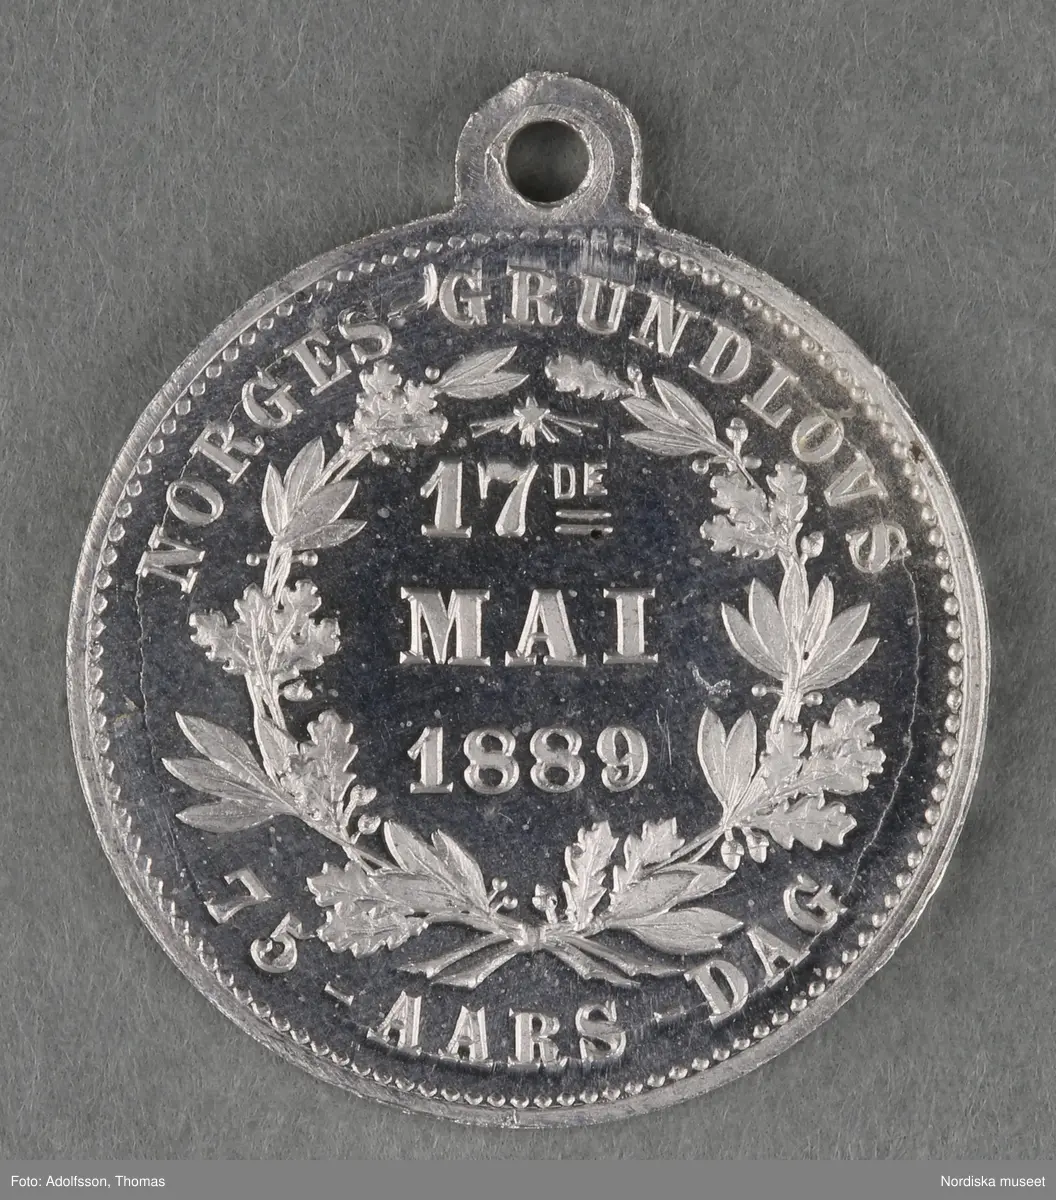 NORGES GRUNDLOVS
17DE
MAI
1889
75-AARS-DAG
Foto: Adolfsson, Thomas
Nordiska museet